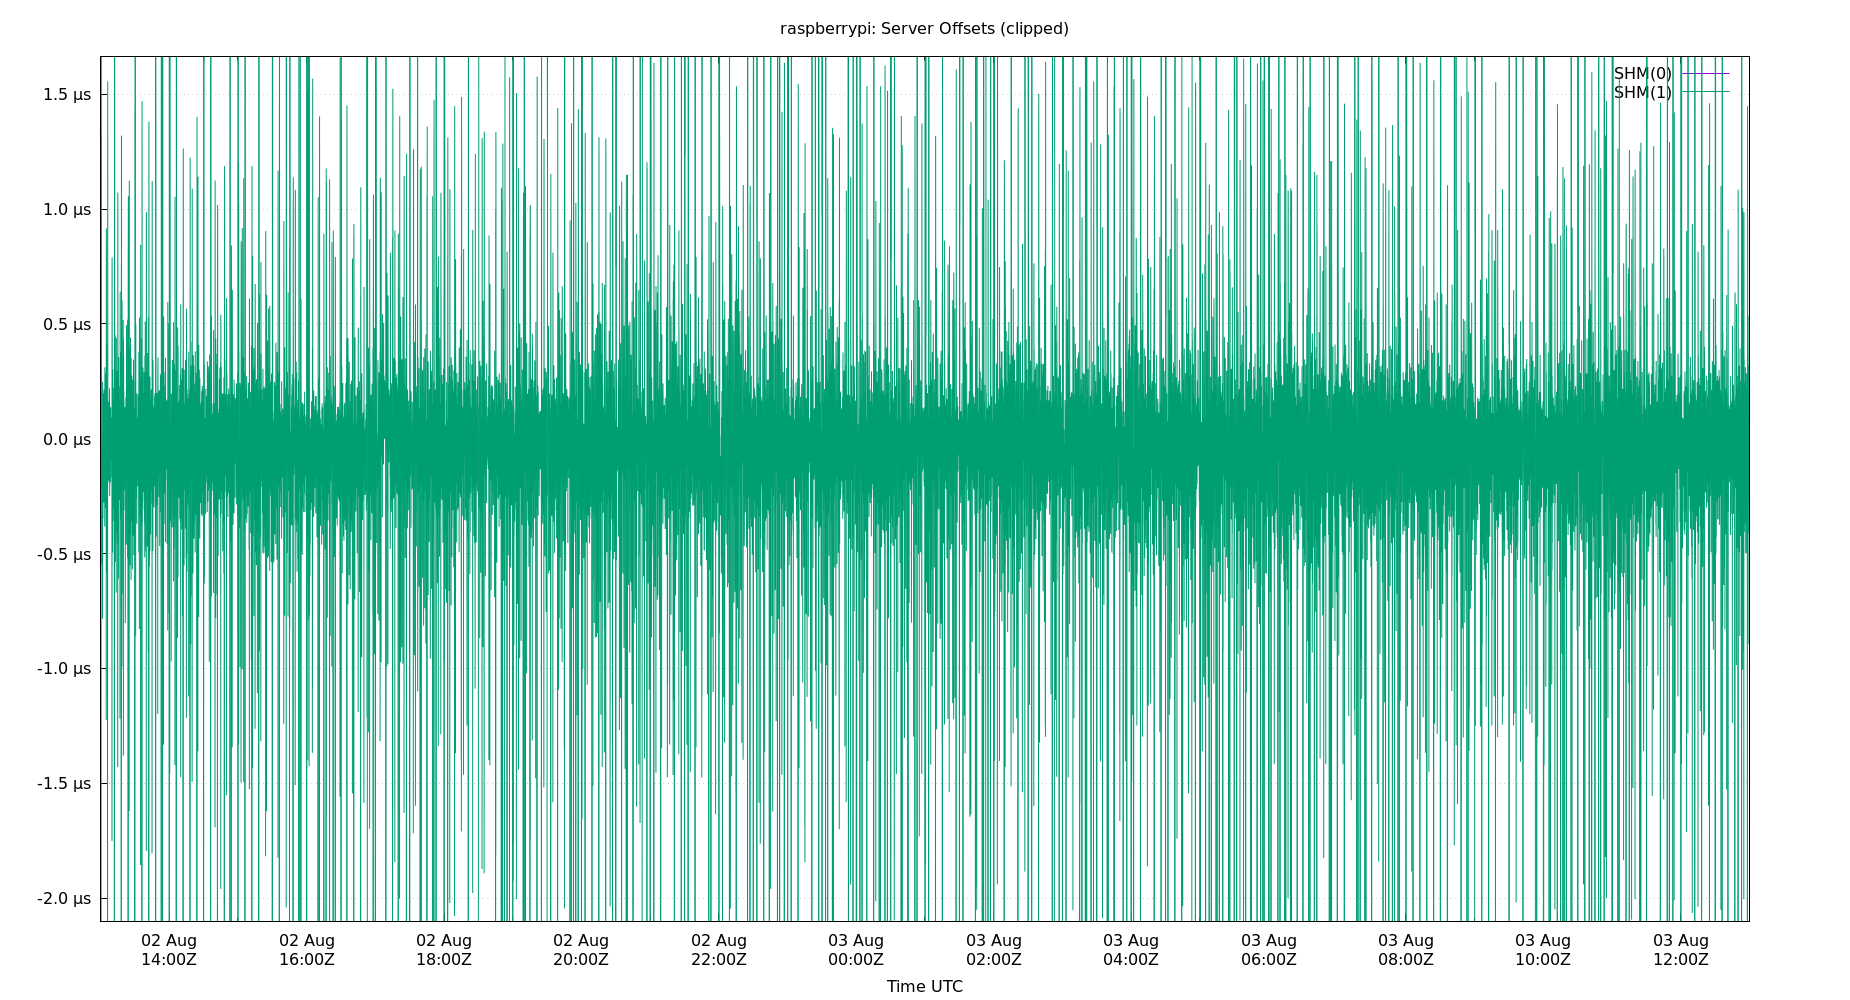 raspberrypi: Server Offsets (clipped)
SHM(0)
SHM(1)
1.5 µs
1.0 µs
0.5 µs
0.0 µs
-0.5 µs
-1.0 µs
-1.5 µs
-2.0 µs
02 Aug 02 Aug 02 Aug 02 Aug 02 Aug 03 Aug 03 Aug 03 Aug 03 Aug 03 Aug 03 Aug 03 Aug
14:00Z 16:00Z 18:00Z 20:00Z 22:00Z 00:00Z 02:00Z 04:00Z 06:00Z 08:00Z 10:00Z 12:00Z
Time UTC